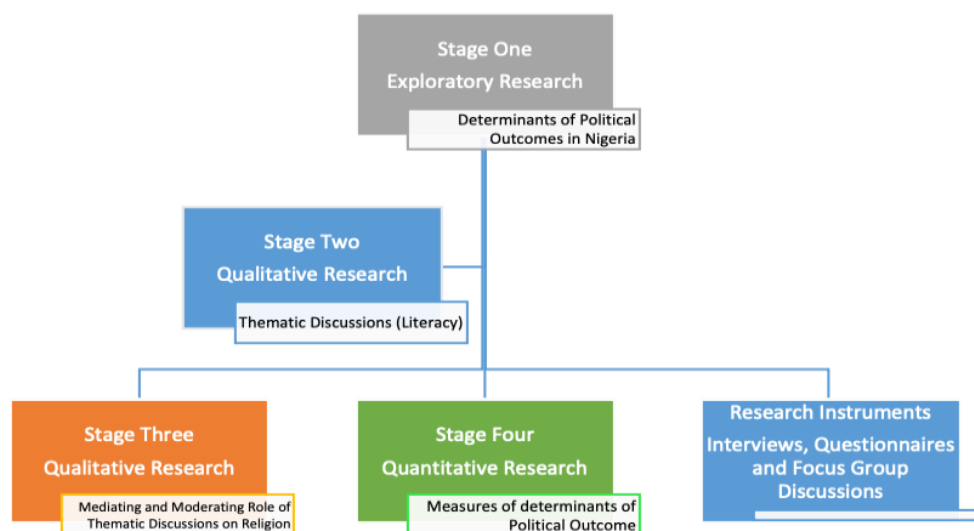 Stage One
Exploratory Research
Determinants of Political
Outcomes in Nigeria
Stage Two
Qualitative Research
Thematic Discussions (Literacy)
Stage Three
Qualitative Research
Mediating and Moderating Role of
Thematic Discussions on Religion
Stage Four
Quantitative Research
Measures of determinants of
Political Outcome
Research Instruments
Interviews, Questionnaires
and Focus Group
Discussions